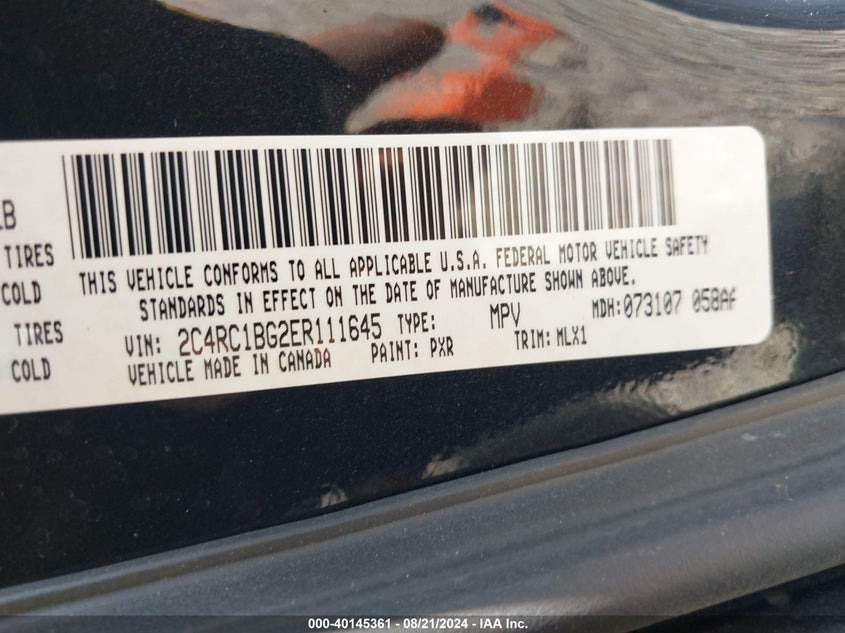 LB
TIRES
COLD
TIRES
COLD
THIS VEHICLE CONFORMS TO ALL APPLICABLE U.S.A. FEDERAL MOTOR VEHICLE SAFETY
STANDARDS IN EFFECT ON THE DATE OF MANUFACTURE SHOWN ABOVE.
VIN: 2C4RC1BG2ER111645 TYPE: MPV MDH:073107 058AF
VEHICLE MADE IN CANADA PAINT: PXR TRIM: MLX1
000-40145361 - 08/21/2024 - IAA Inc.